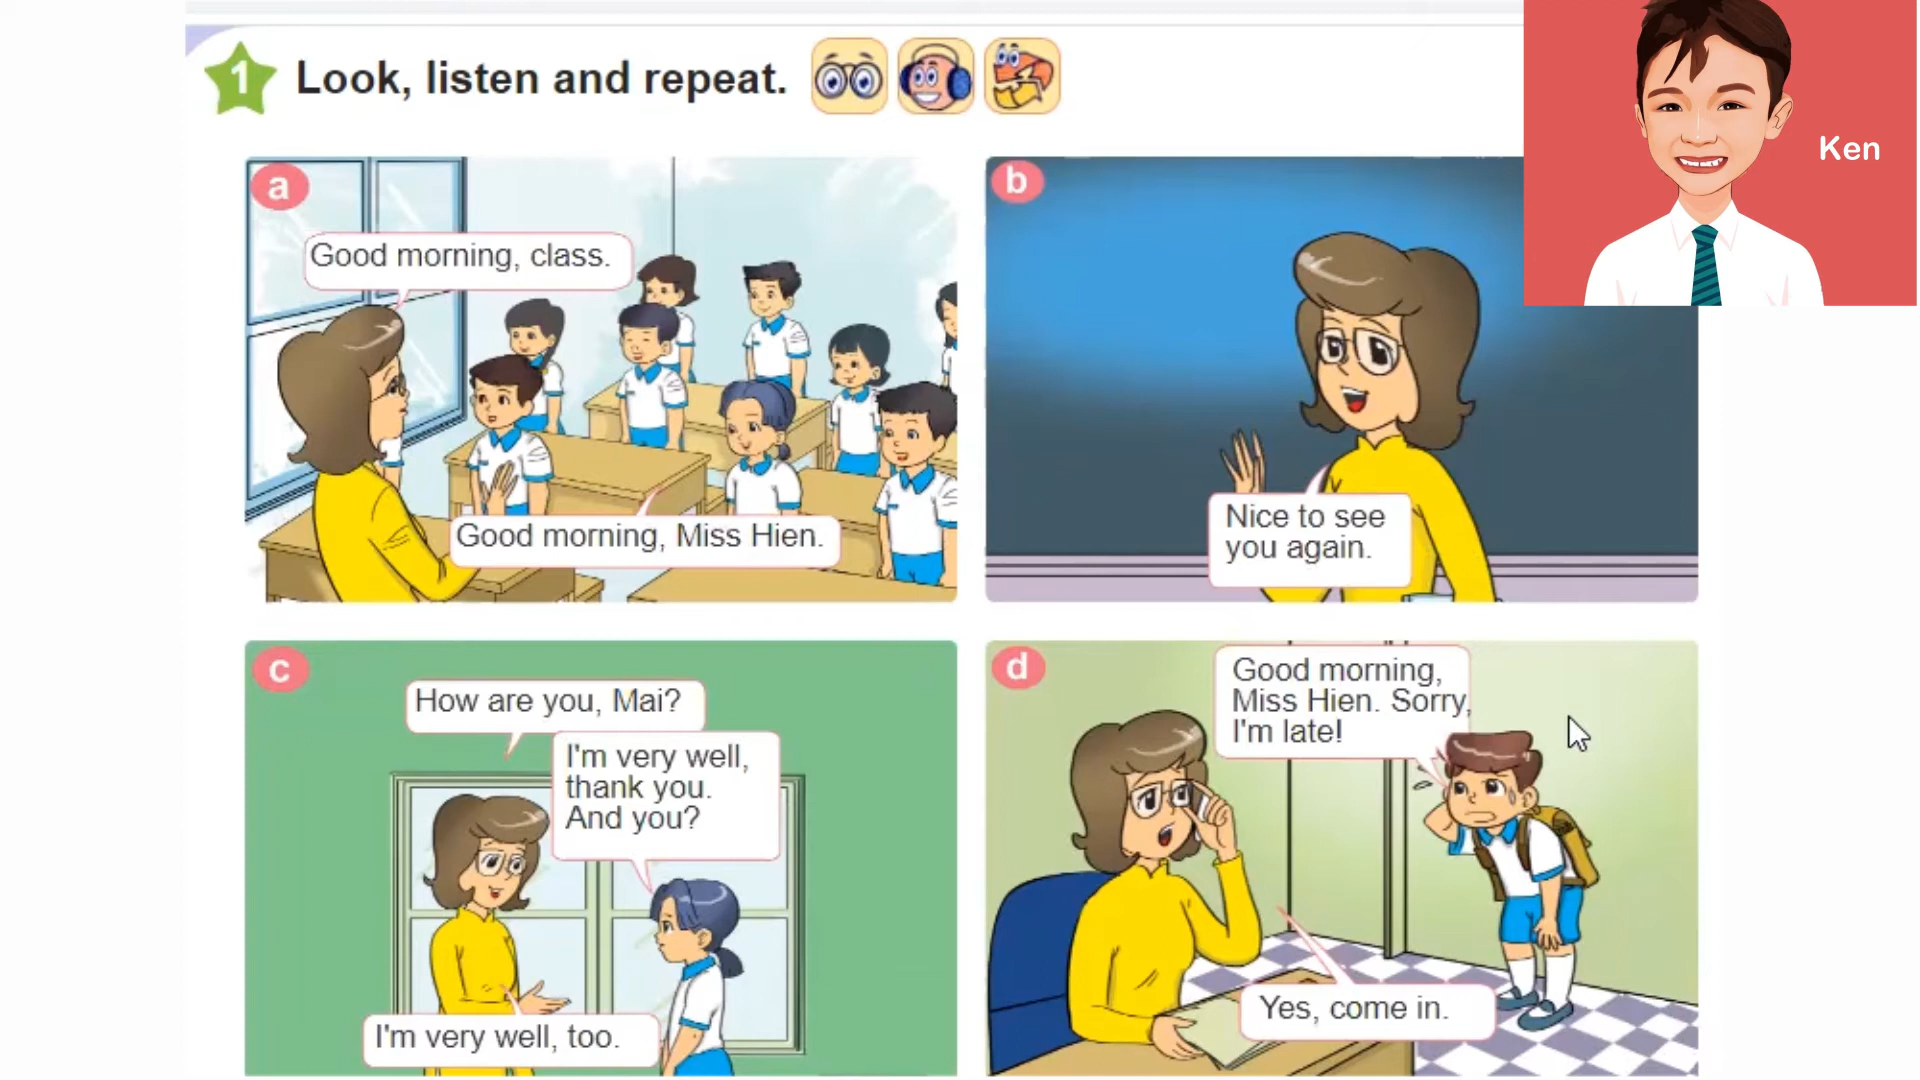 1 Look, listen and repeat.
Ken
a
Good morning, class.
Good morning, Miss Hien.
b
Nice to see
you again.
c
How are you, Mai?
I'm very well,
thank you.
And you?
I'm very well, too.
d
Good morning,
Miss Hien. Sorry,
I'm late!
Yes, come in.